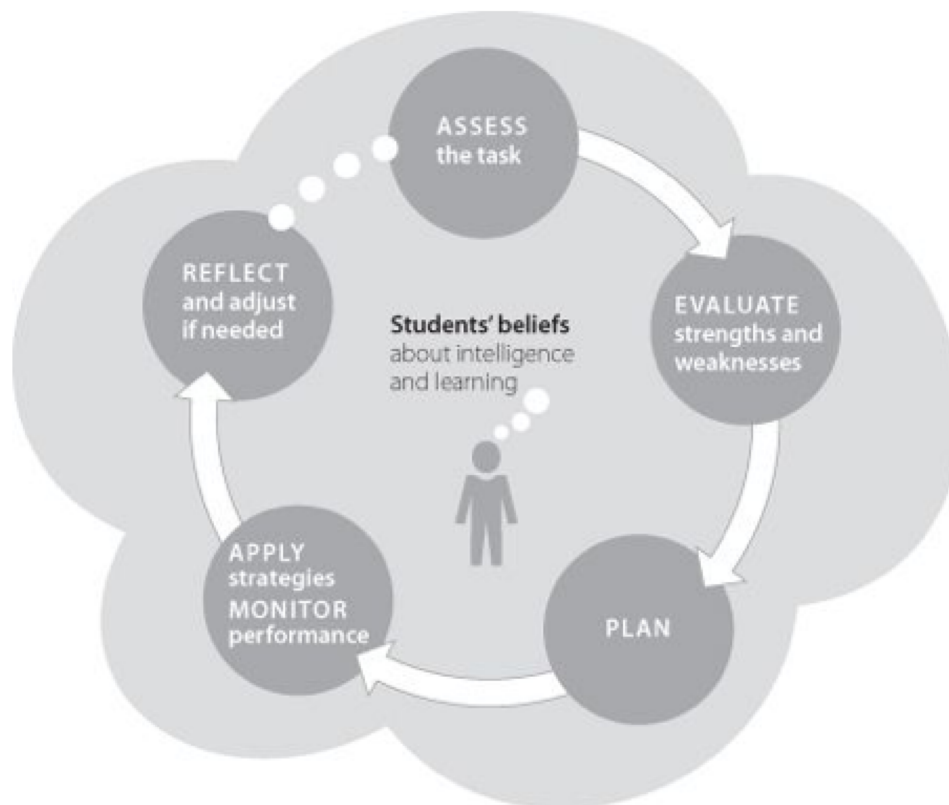 ASSESS
the task
EVALUATE
strengths and
weaknesses
PLAN
APPLY
strategies
MONITOR
performance
REFLECT
and adjust
if needed
Students’ beliefs
about intelligence
and learning